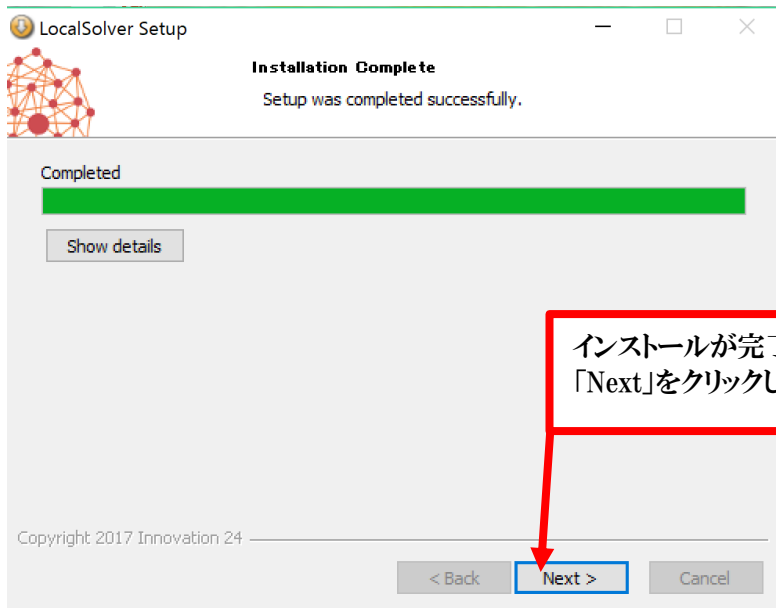 LocalSolver Setup
Installation Complete
Setup was completed successfully.
Completed
Show details
インストールが完了
「Next」をクリックし
Copyright 2017 Innovation 24
< Back
Next >
Cancel